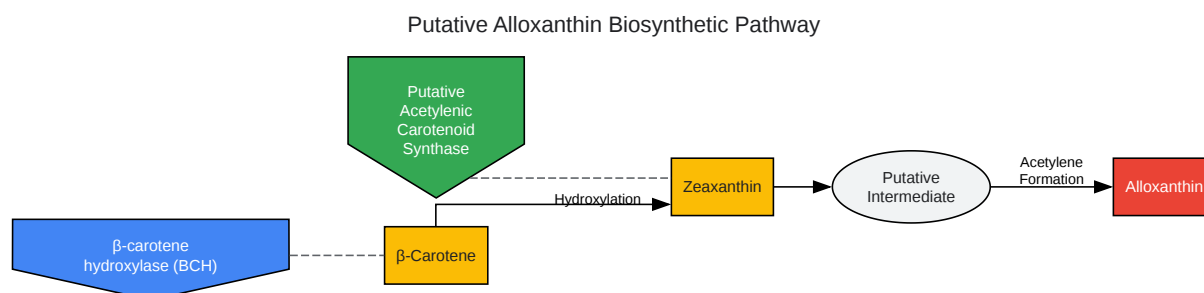 Putative Alloxanthin Biosynthetic Pathway
Putative
Acetylenic
Carotenoid
Synthase
Hydroxylation
Zeaxanthin
Putative
Intermediate
Acetylene
Formation
Alloxanthin
β-carotene
hydroxylase (BCH)
β-Carotene